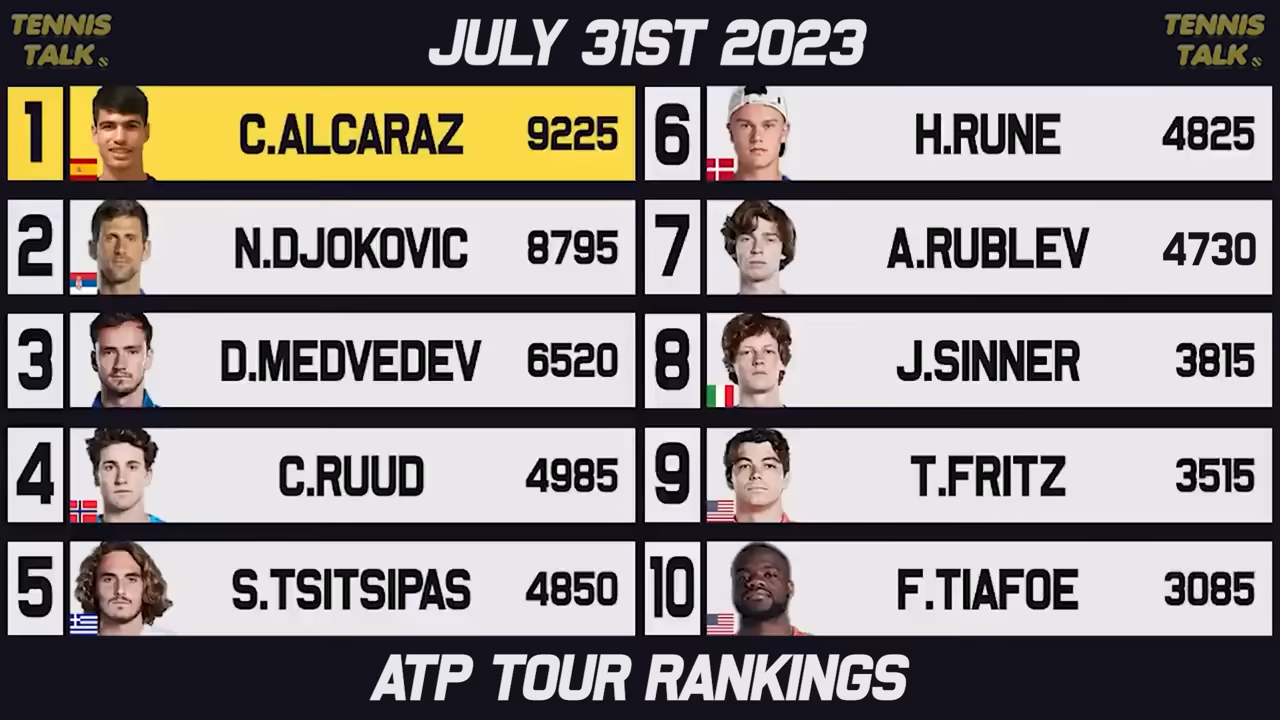 TENNIS
TALK.
JULY 31ST 2023
TENNIS
TALK.
1 C.ALCARAZ 9225
2 N.DJOKOVIC 8795
3 D.MEDVEDEV 6520
4 C.RUUD 4985
5 S.TSITSIPAS 4850
6 H.RUNE 4825
7 A.RUBLEV 4730
8 J.SINNER 3815
9 T.FRITZ 3515
10 F.TIAFOE 3085
ATP TOUR RANKINGS